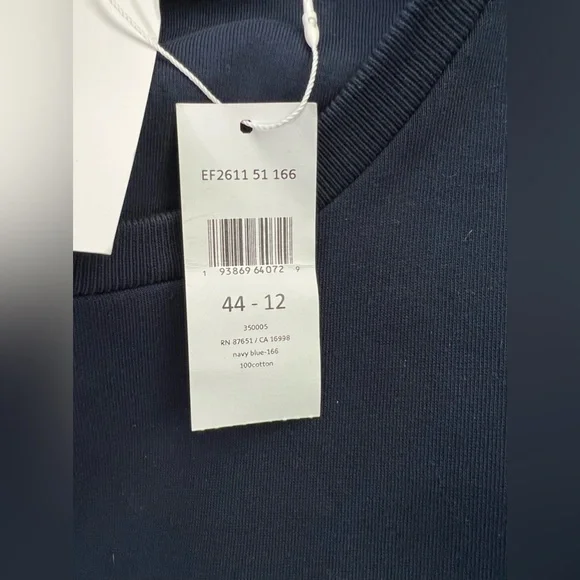 EF2611 51 166
1 93869 64072 9
44 - 12
350005
RN 87651 / CA 16998
navy blue-166
100cotton